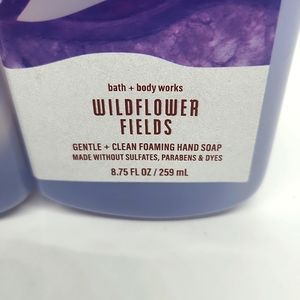 bath + body works
WILDFLOWER
FIELDS
GENTLE + CLEAN FOAMING HAND SOAP
MADE WITHOUT SULFATES, PARABENS & DYES
8.75 FL OZ / 259 mL